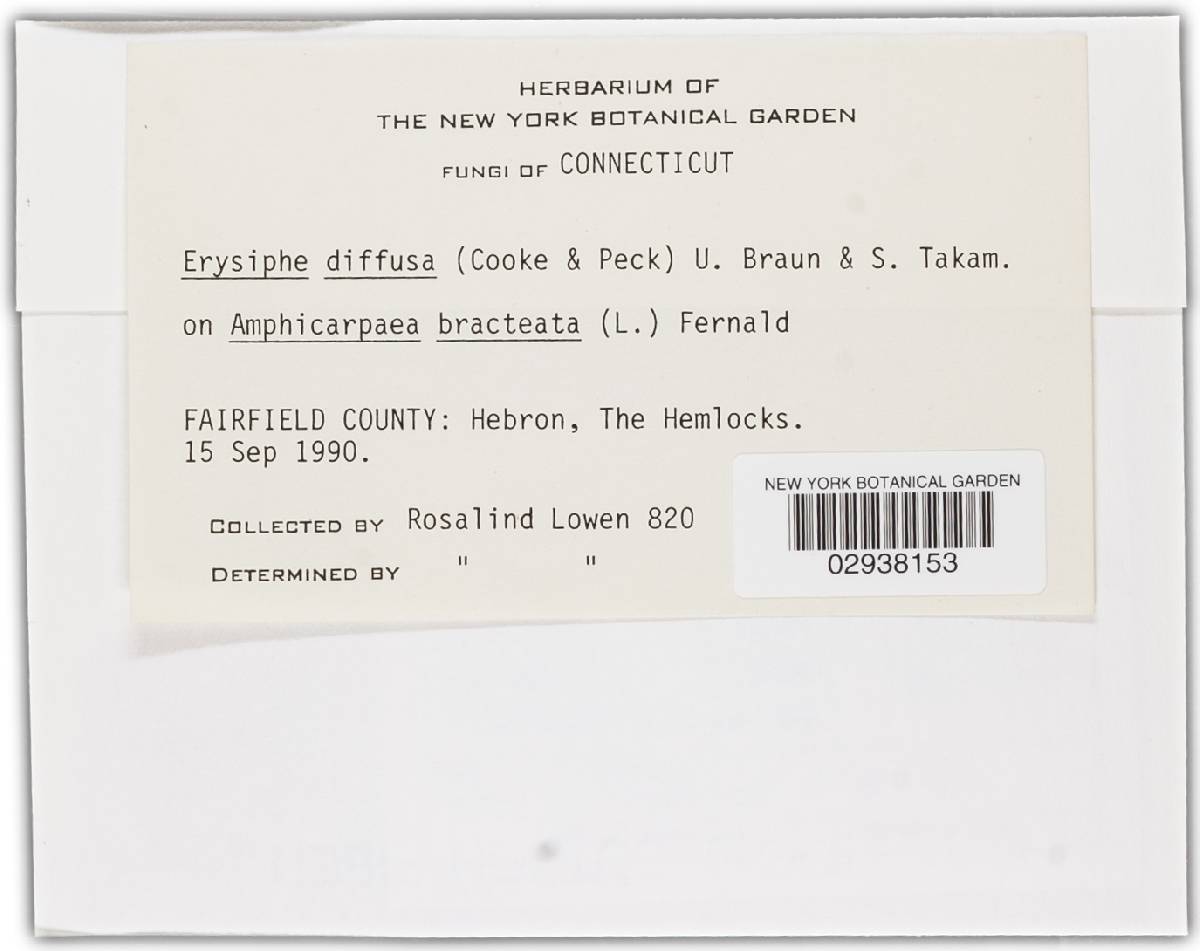 HERBARIUM OF
THE NEW YORK BOTANICAL GARDEN
FUNGI OF CONNECTICUT
Erysiphe diffusa (Cooke & Peck) U. Braun & S. Takam.
on Amphicarpaea bracteata (L.) Fernald
FAIRFIELD COUNTY: Hebron, The Hemlocks.
15 Sep 1990.
COLLECTED BY Rosalind Lowen 820
DETERMINED BY " "
NEW YORK BOTANICAL GARDEN
02938153